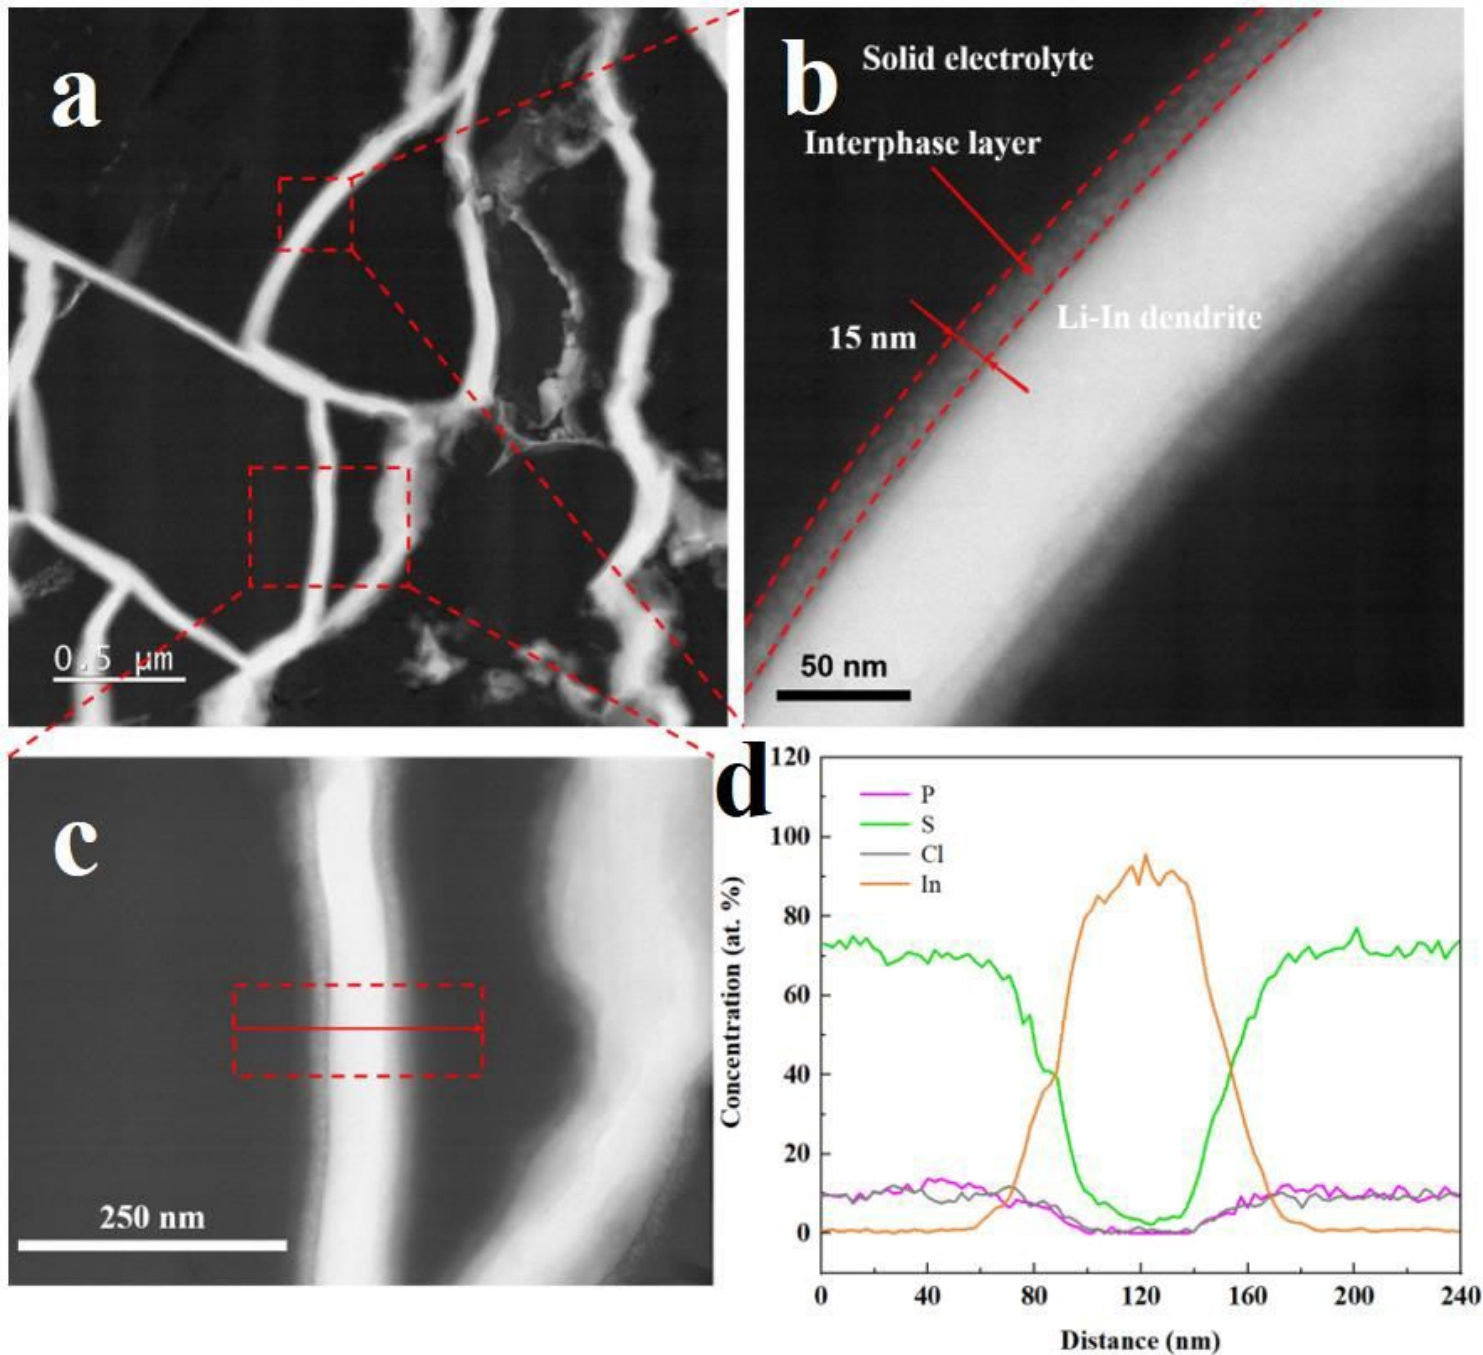 a
0.5 µm
b
Solid electrolyte
Interphase layer
15 nm
Li-In dendrite
50 nm
c
250 nm
d
120
100
80
60
40
20
0
Concentration (at. %)
P
S
Cl
In
0 40 80 120 160 200 240
Distance (nm)